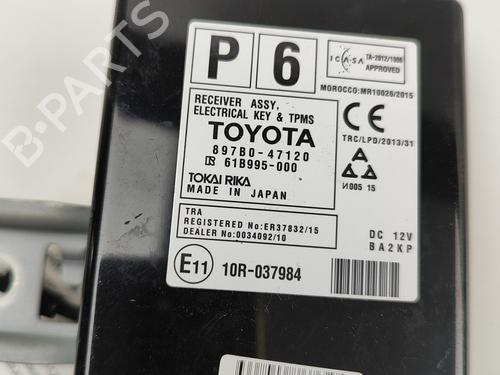 P 6
ICASA
TA-2012/1906
APPROVED
MOROCCO:MR10026/2015
RECEIVER ASSY,
ELECTRICAL KEY & TPMS
TOYOTA
CE
TRC/LPD/2013/31
897B0-47120
61B995-000
TOKAI RIKA
MADE IN JAPAN
И005 15
TRA
REGISTERED No:ER37832/15
DEALER No:0034092/10
DC 12V
BA2KP
E11 10R-037984
B-PARTS